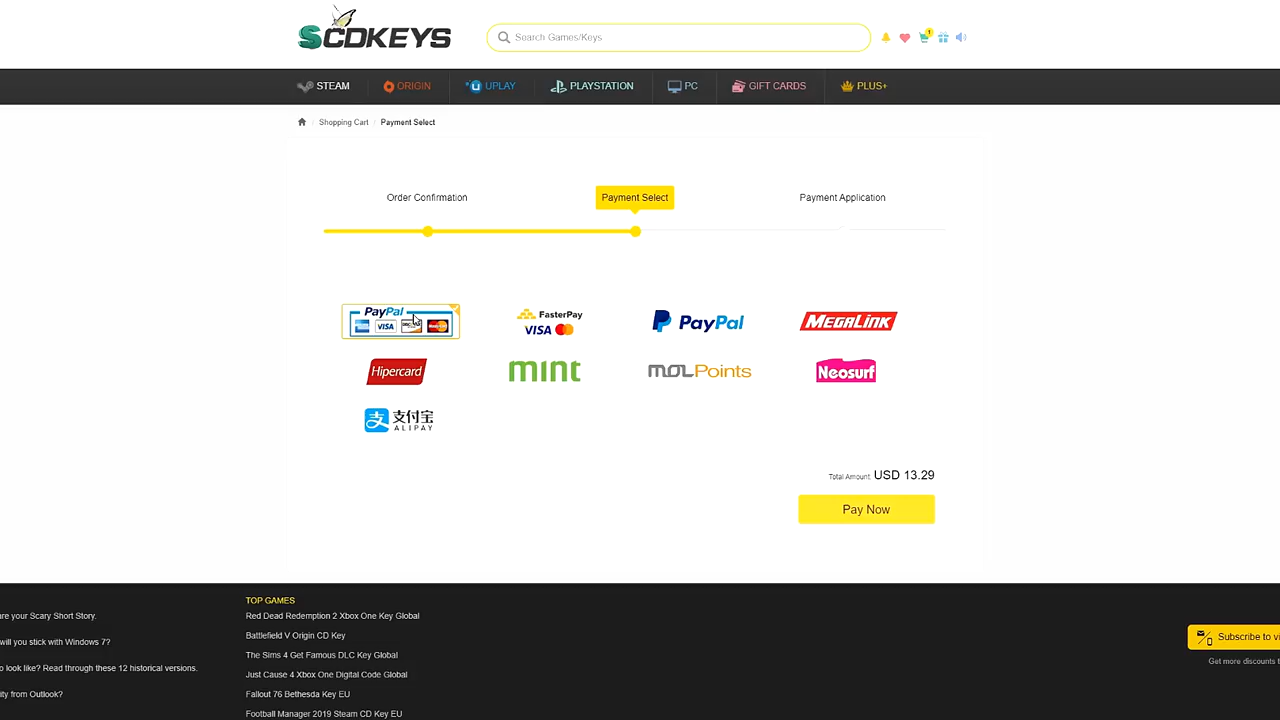 SCDKEYS
Search Games/Keys
1
STEAM
ORIGIN
UPLAY
PLAYSTATION
PC
GIFT CARDS
PLUS+
Shopping Cart / Payment Select
Order Confirmation
Payment Select
Payment Application
PayPal
VISA
FasterPay
VISA
PayPal
MEGALINK
Hipercard
mint
MOLPoints
Neosurf
支 支付宝
ALIPAY
Total Amount: USD 13.29
Pay Now
TOP GAMES
are your Scary Short Story.
Red Dead Redemption 2 Xbox One Key Global
Battlefield V Origin CD Key
will you stick with Windows 7?
The Sims 4 Get Famous DLC Key Global
o look like? Read through these 12 historical versions.
Just Cause 4 Xbox One Digital Code Global
ity from Outlook?
Fallout 76 Bethesda Key EU
Football Manager 2019 Steam CD Key EU
Subscribe to vi
Get more discounts t